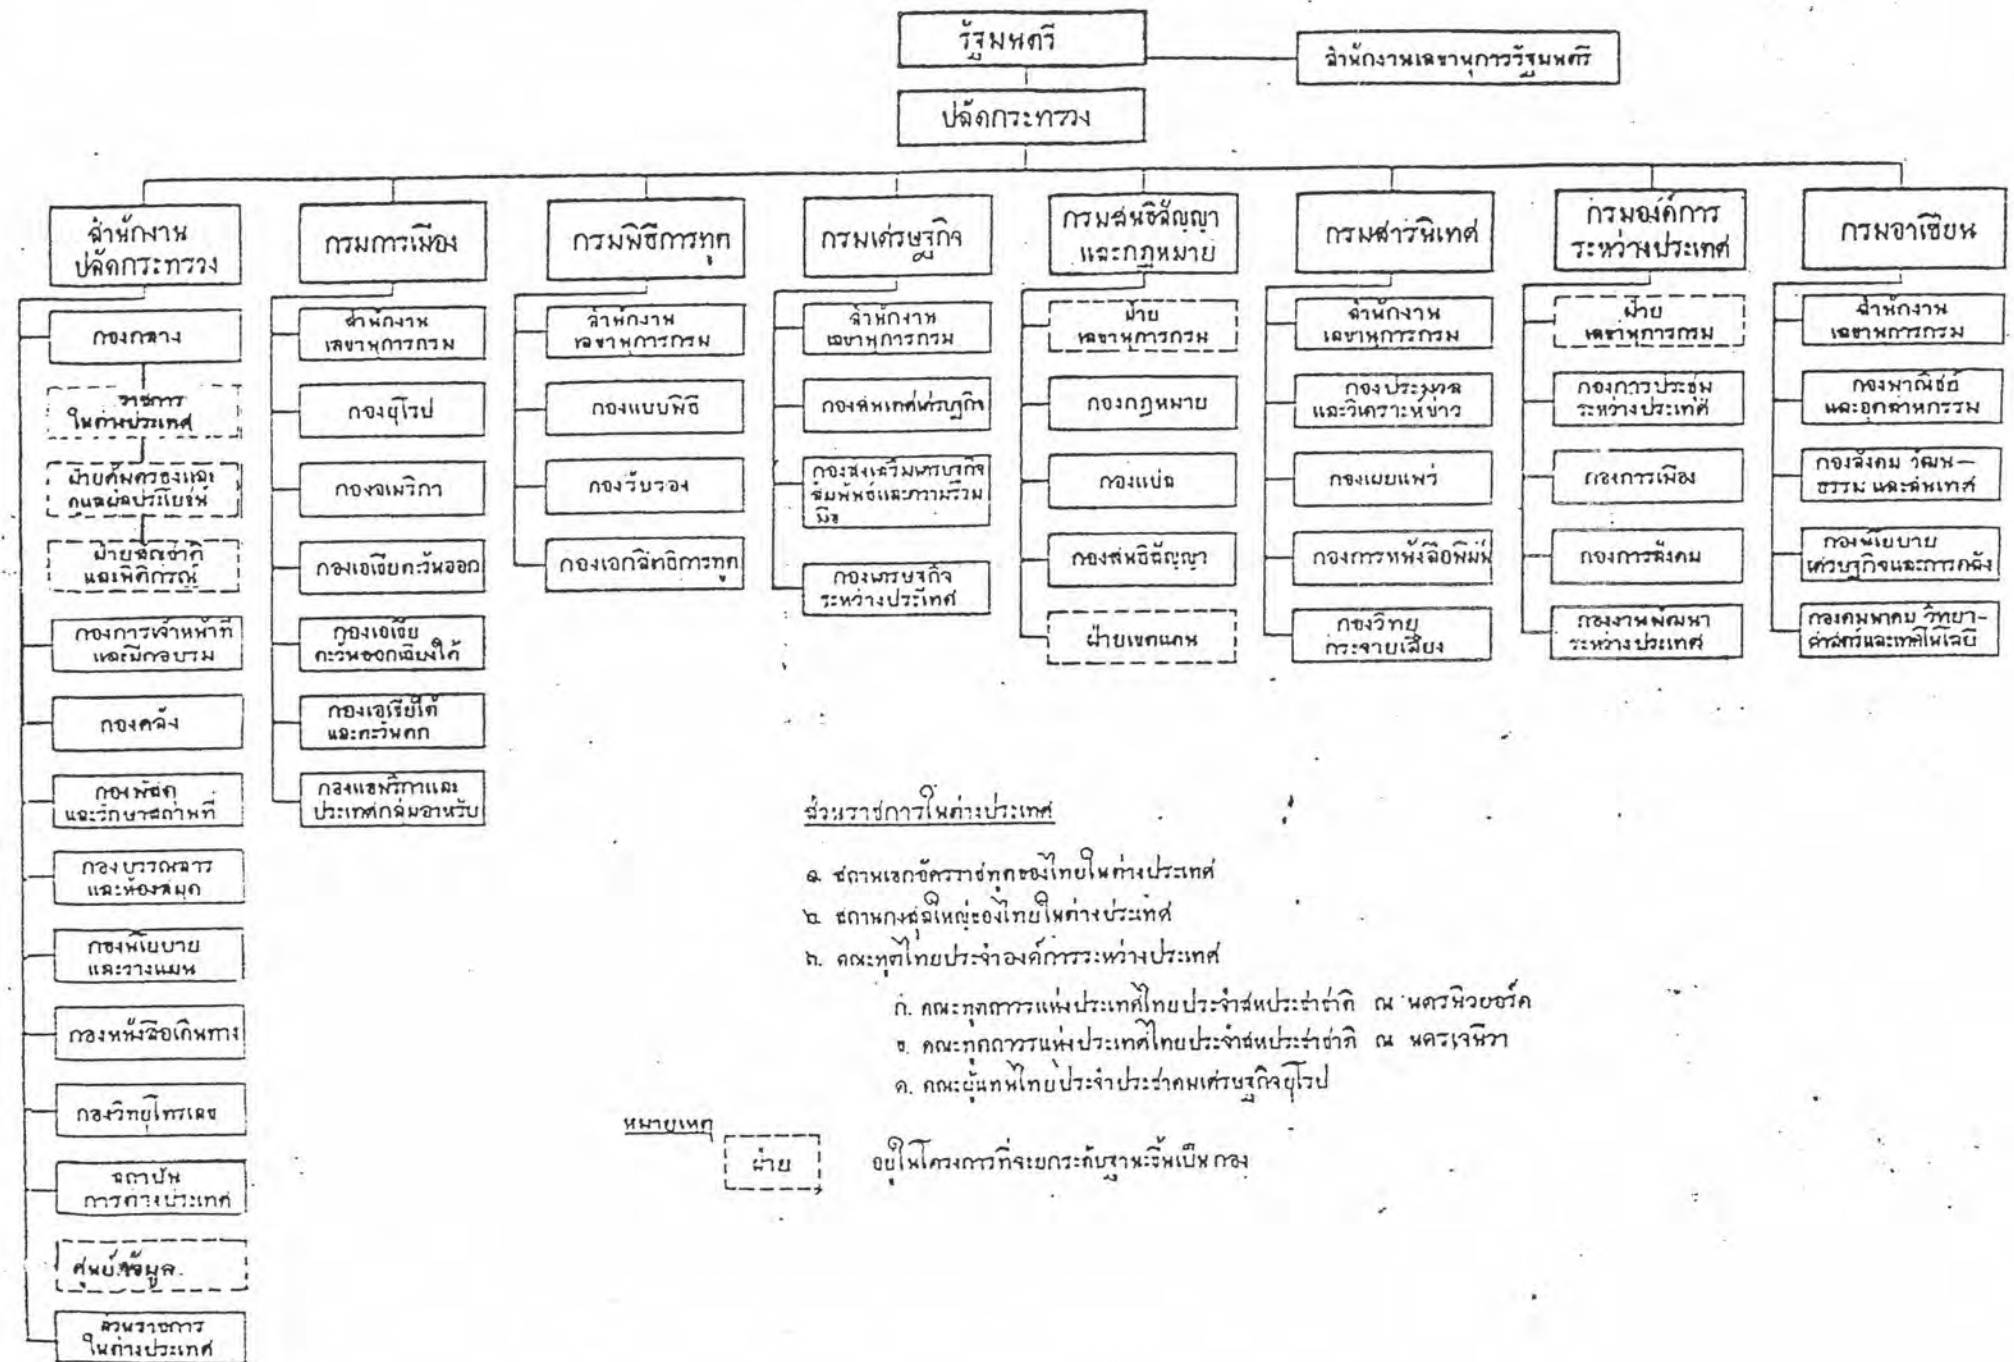 รัฐมนตรี
สำนักงานเลขานุการรัฐมนตรี
ปลัดกระทรวง
สำนักงาน
ปลัดกระทรวง
กองกลาง
ราชการ
ในต่างประเทศ
ฝ่ายคุ้มครองและ
ดูแลผลประโยชน์
ฝ่ายสัญชาติ
และนิติกรณ์
กองการเจ้าหน้าที่
และฝึกอบรม
กองคลัง
กองพัสดุ
และรักษาสถานที่
กองบรรณสาร
และห้องสมุด
กองนโยบาย
และวางแผน
กองหนังสือเดินทาง
กองวิทยุโทรเลข
สถาบัน
การต่างประเทศ
ศูนย์ข้อมูล
ส่วนราชการ
ในต่างประเทศ
กรมการเมือง
สำนักงาน
เลขานุการกรม
กองยุโรป
กองอเมริกา
กองเอเชียตะวันออก
กองเอเชีย
ตะวันออกเฉียงใต้
กองเอเชียใต้
และตะวันตก
กองแอฟริกาและ
ประเทศกลุ่มอาหรับ
กรมพิธีการทูต
สำนักงาน
เลขานุการกรม
กองแบบพิธี
กองรับรอง
กองเอกสิทธิการทูต
กรมเศรษฐกิจ
สำนักงาน
เลขานุการกรม
กองสนเทศเศรษฐกิจ
กองส่งเสริมเศรษฐกิจ
สัมพันธ์และความร่วม
มือ
กองเศรษฐกิจ
ระหว่างประเทศ
กรมสนธิสัญญา
และกฎหมาย
ฝ่าย
เลขานุการกรม
กองกฎหมาย
กองแปล
กองสนธิสัญญา
ฝ่ายเขตแดน
กรมสารนิเทศ
สำนักงาน
เลขานุการกรม
กองประมวล
และวิเคราะห์ข่าว
กองเผยแพร่
กองการหนังสือพิมพ์
กองวิทยุ
กระจายเสียง
กรมองค์การ
ระหว่างประเทศ
ฝ่าย
เลขานุการกรม
กองการประชุม
ระหว่างประเทศ
กองการเมือง
กองการสังคม
กองงานพัฒนา
ระหว่างประเทศ
กรมอาเซียน
สำนักงาน
เลขานุการกรม
กองพาณิชย์
และอุตสาหกรรม
กองสังคม วัฒน-
ธรรม และสนเทศ
กองนโยบาย
เศรษฐกิจและการคลัง
กองคมนาคม วิทยา-
ศาสตร์และเทคโนโลยี
ส่วนราชการในต่างประเทศ
๑. สถานเอกอัครราชทูตของไทยในต่างประเทศ
๒. สถานกงสุลใหญ่ของไทยในต่างประเทศ
๓. คณะทูตไทยประจำองค์การระหว่างประเทศ
ก. คณะทูตถาวรแห่งประเทศไทยประจำสหประชาชาติ ณ นครนิวยอร์ค
ข. คณะทูตถาวรแห่งประเทศไทยประจำสหประชาชาติ ณ นครเจนีวา
ค. คณะผู้แทนไทยประจำประชาคมเศรษฐกิจยุโรป
หมายเหตุ
ฝ่าย อยู่ในโครงการที่จะยกระดับฐานะขึ้นเป็นกอง